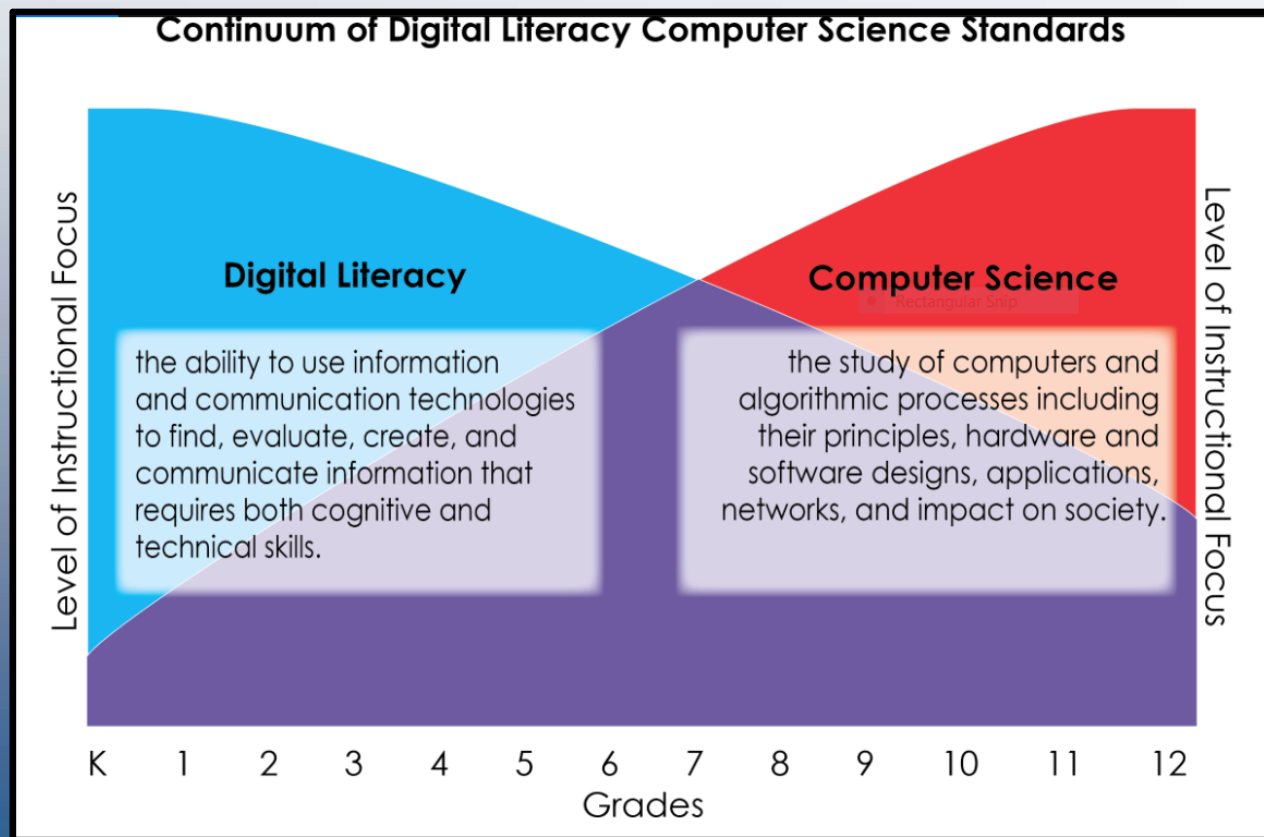 Continuum of Digital Literacy Computer Science Standards
Level of Instructional Focus
Digital Literacy
the ability to use information
and communication technologies
to find, evaluate, create, and
communicate information that
requires both cognitive and
technical skills.
Computer Science
Rectangular Snip
the study of computers and
algorithmic processes including
their principles, hardware and
software designs, applications,
networks, and impact on society.
Level of Instructional Focus
K 1 2 3 4 5 6 7 8 9 10 11 12
Grades